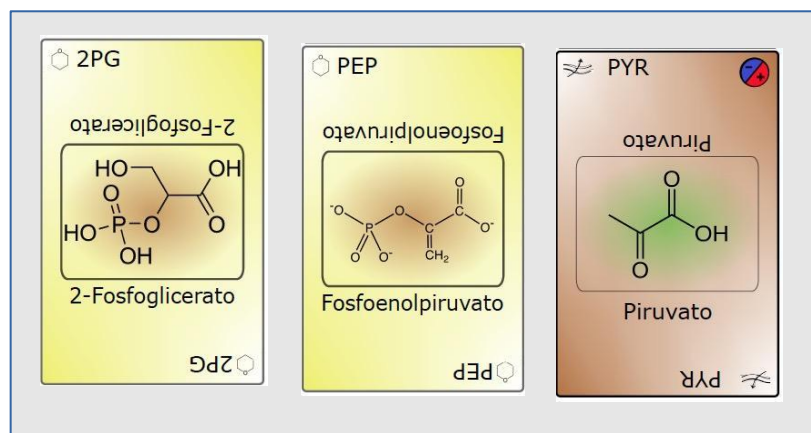 2PG
2-Fosfoglicerato
HO
OH
O
O
HO
P
O
OH
2-Fosfoglicerato
2PG
PEP
Fosfoenolpiruvato
O
-O
O
C
C
P
C
O-
O
O-
CH2
Fosfoenolpiruvato
PEP
PYR
- +
Piruvato
O
OH
O
Piruvato
PYR